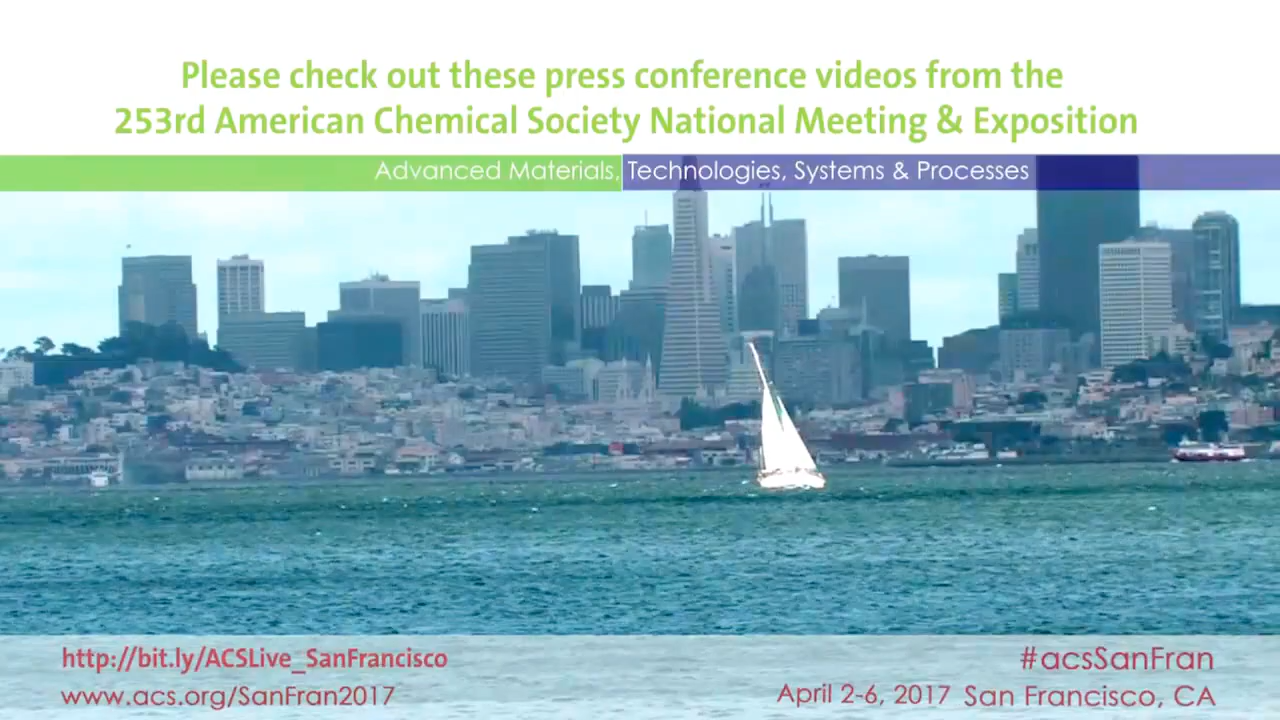 Please check out these press conference videos from the
253rd American Chemical Society National Meeting & Exposition
Advanced Materials, Technologies, Systems & Processes
http://bit.ly/ACSLive_SanFrancisco
#acsSanFran
www.acs.org/SanFran2017
April 2-6, 2017 San Francisco, CA